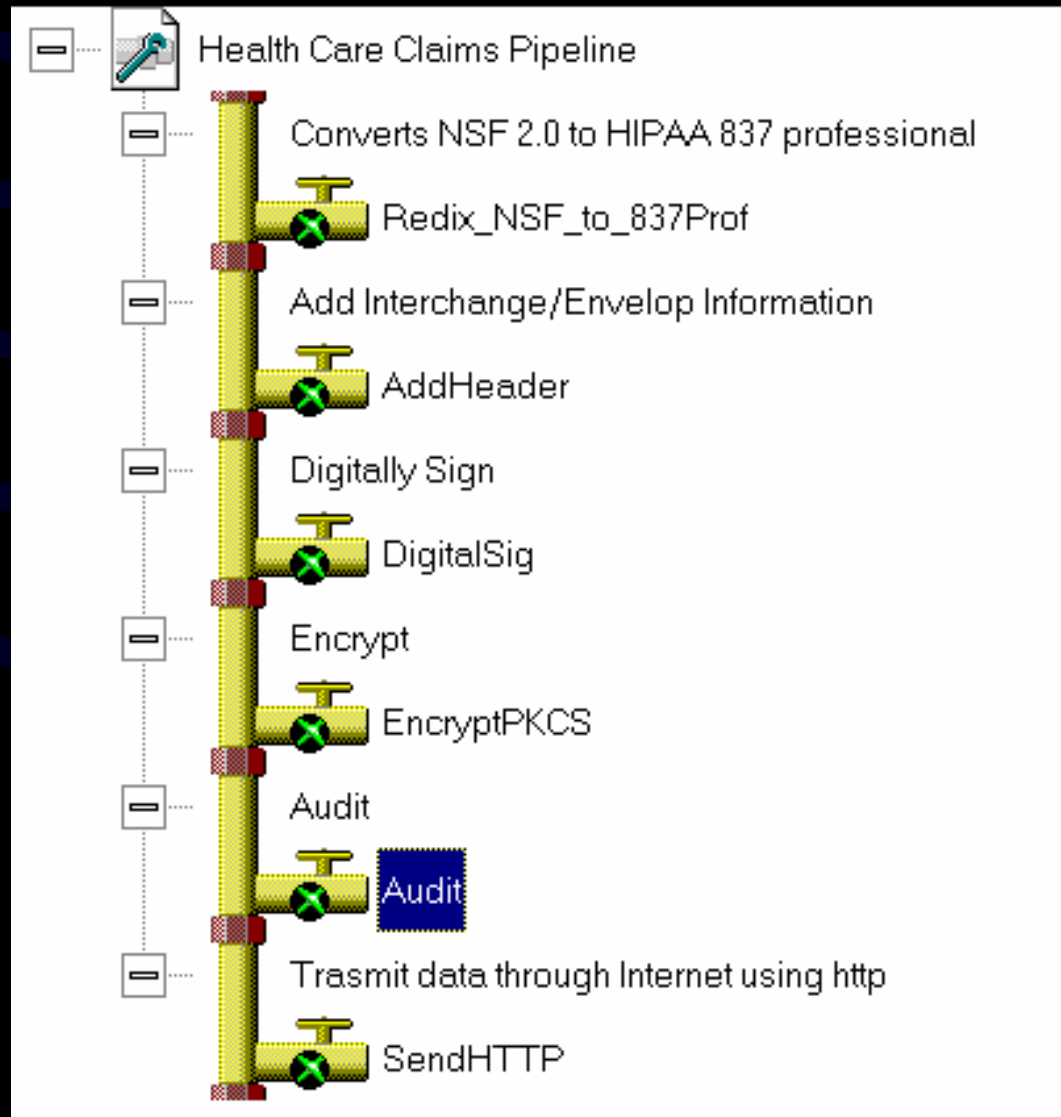 Health Care Claims Pipeline
Converts NSF 2.0 to HIPAA 837 professional
Redix_NSF_to_837Prof
Add Interchange/Envelop Information
AddHeader
Digitally Sign
DigitalSig
Encrypt
EncryptPKCS
Audit
Audit
Trasmit data through Internet using http
SendHTTP